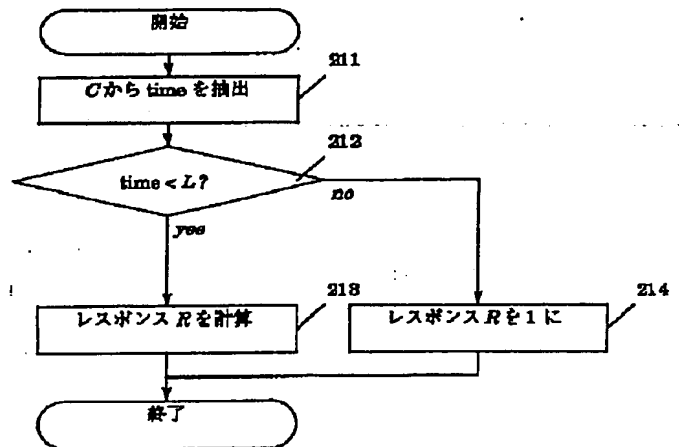 開始
211
Cから time を抽出
212
time < L?
no
yes
213
レスポンス R を計算
214
レスポンス R を 1 に
終了